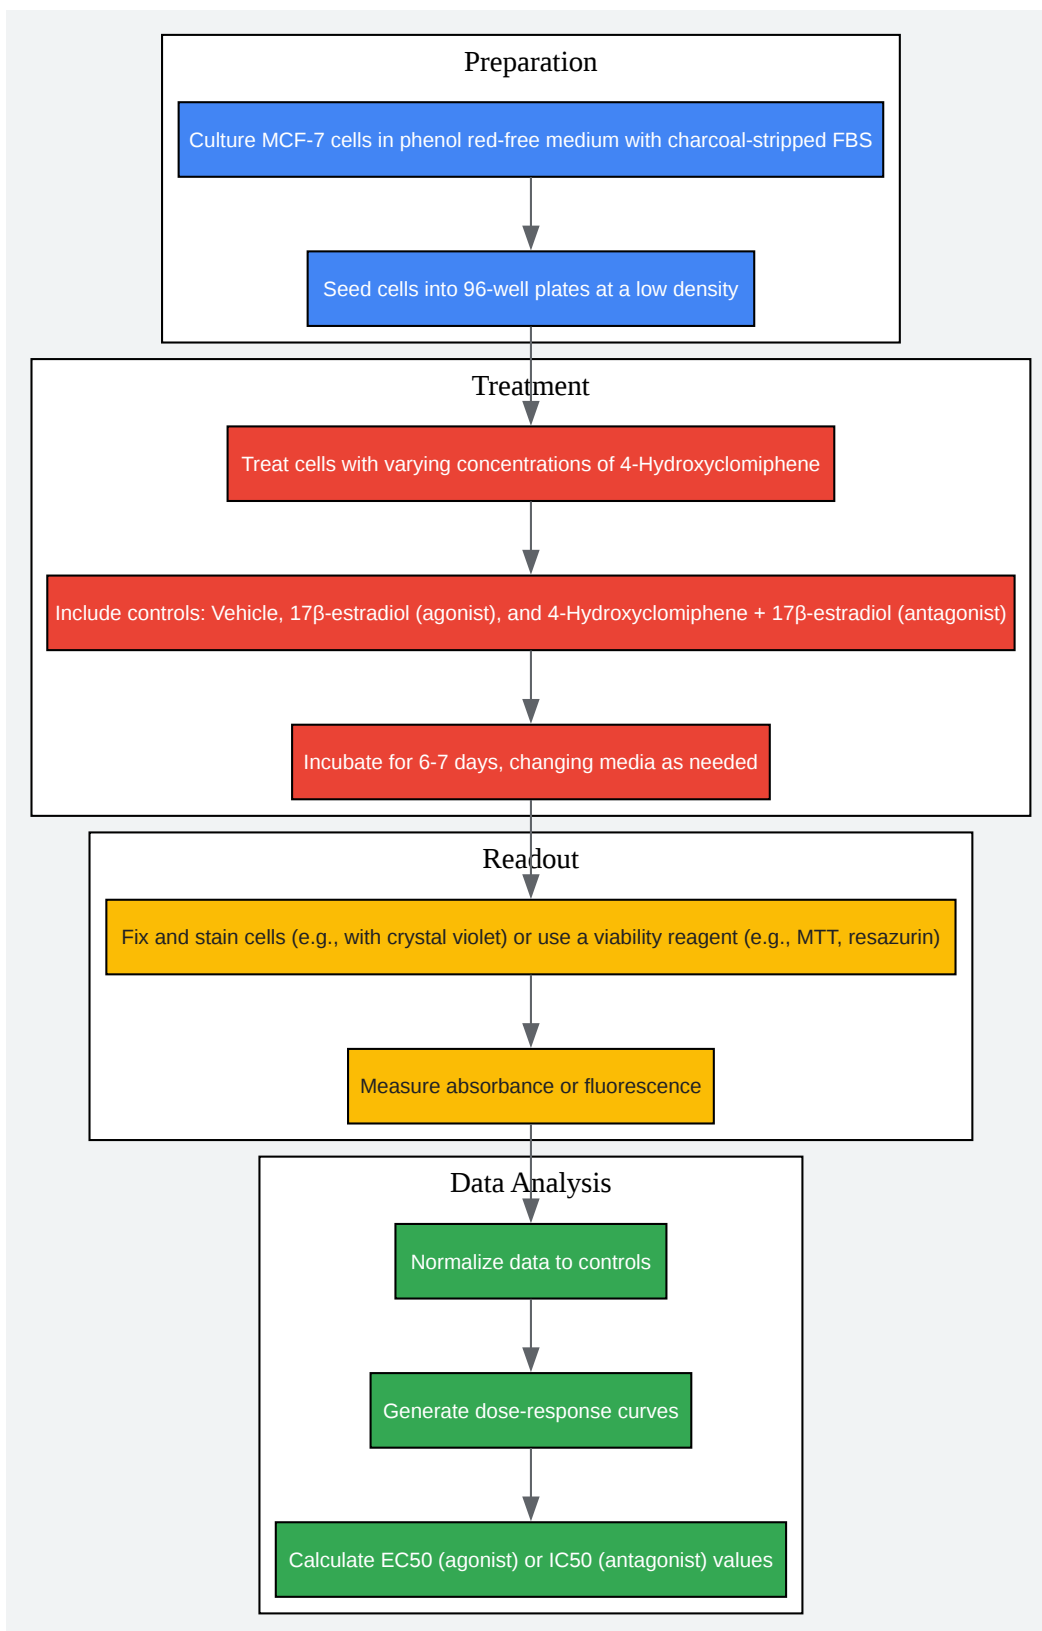 Preparation
Culture MCF-7 cells in phenol red-free medium with charcoal-stripped FBS
Seed cells into 96-well plates at a low density
Treatment
Treat cells with varying concentrations of 4-Hydroxyclomiphene
Include controls: Vehicle, 17β-estradiol (agonist), and 4-Hydroxyclomiphene + 17β-estradiol (antagonist)
Incubate for 6-7 days, changing media as needed
Readout
Fix and stain cells (e.g., with crystal violet) or use a viability reagent (e.g., MTT, resazurin)
Measure absorbance or fluorescence
Data Analysis
Normalize data to controls
Generate dose-response curves
Calculate EC50 (agonist) or IC50 (antagonist) values